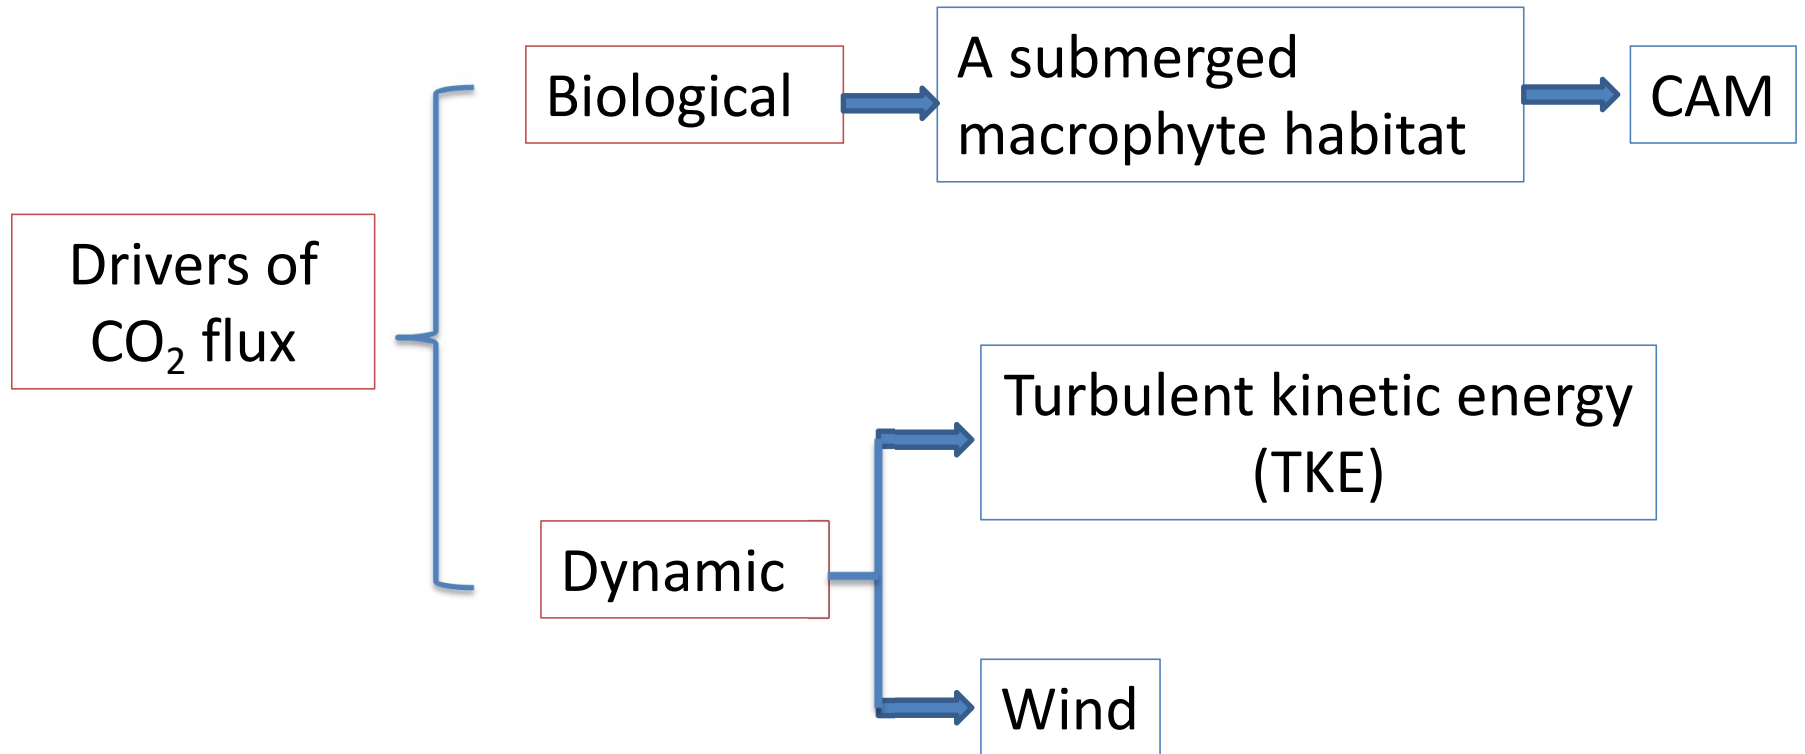 Drivers of
CO₂ flux
Biological
A submerged
macrophyte habitat
CAM
Dynamic
Turbulent kinetic energy
(TKE)
Wind